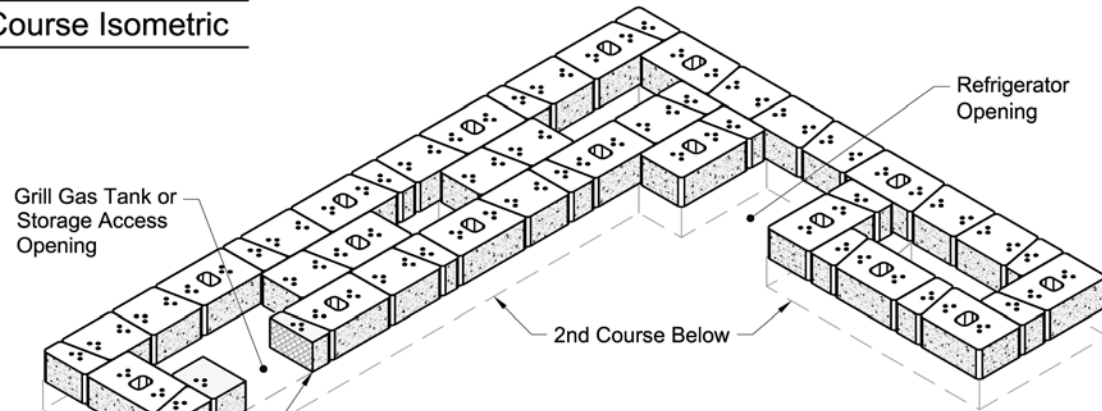 Course Isometric
Refrigerator
Opening
Grill Gas Tank or
Storage Access
Opening
2nd Course Below